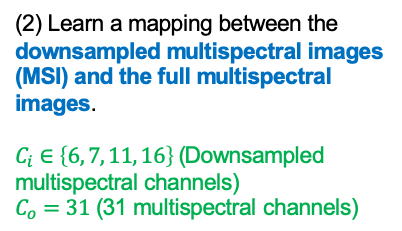 (2) Learn a mapping between the
downsampled multispectral images
(MSI) and the full multispectral
images.
C_i ∈ {6, 7, 11, 16} (Downsampled
multispectral channels)
C_o = 31 (31 multispectral channels)